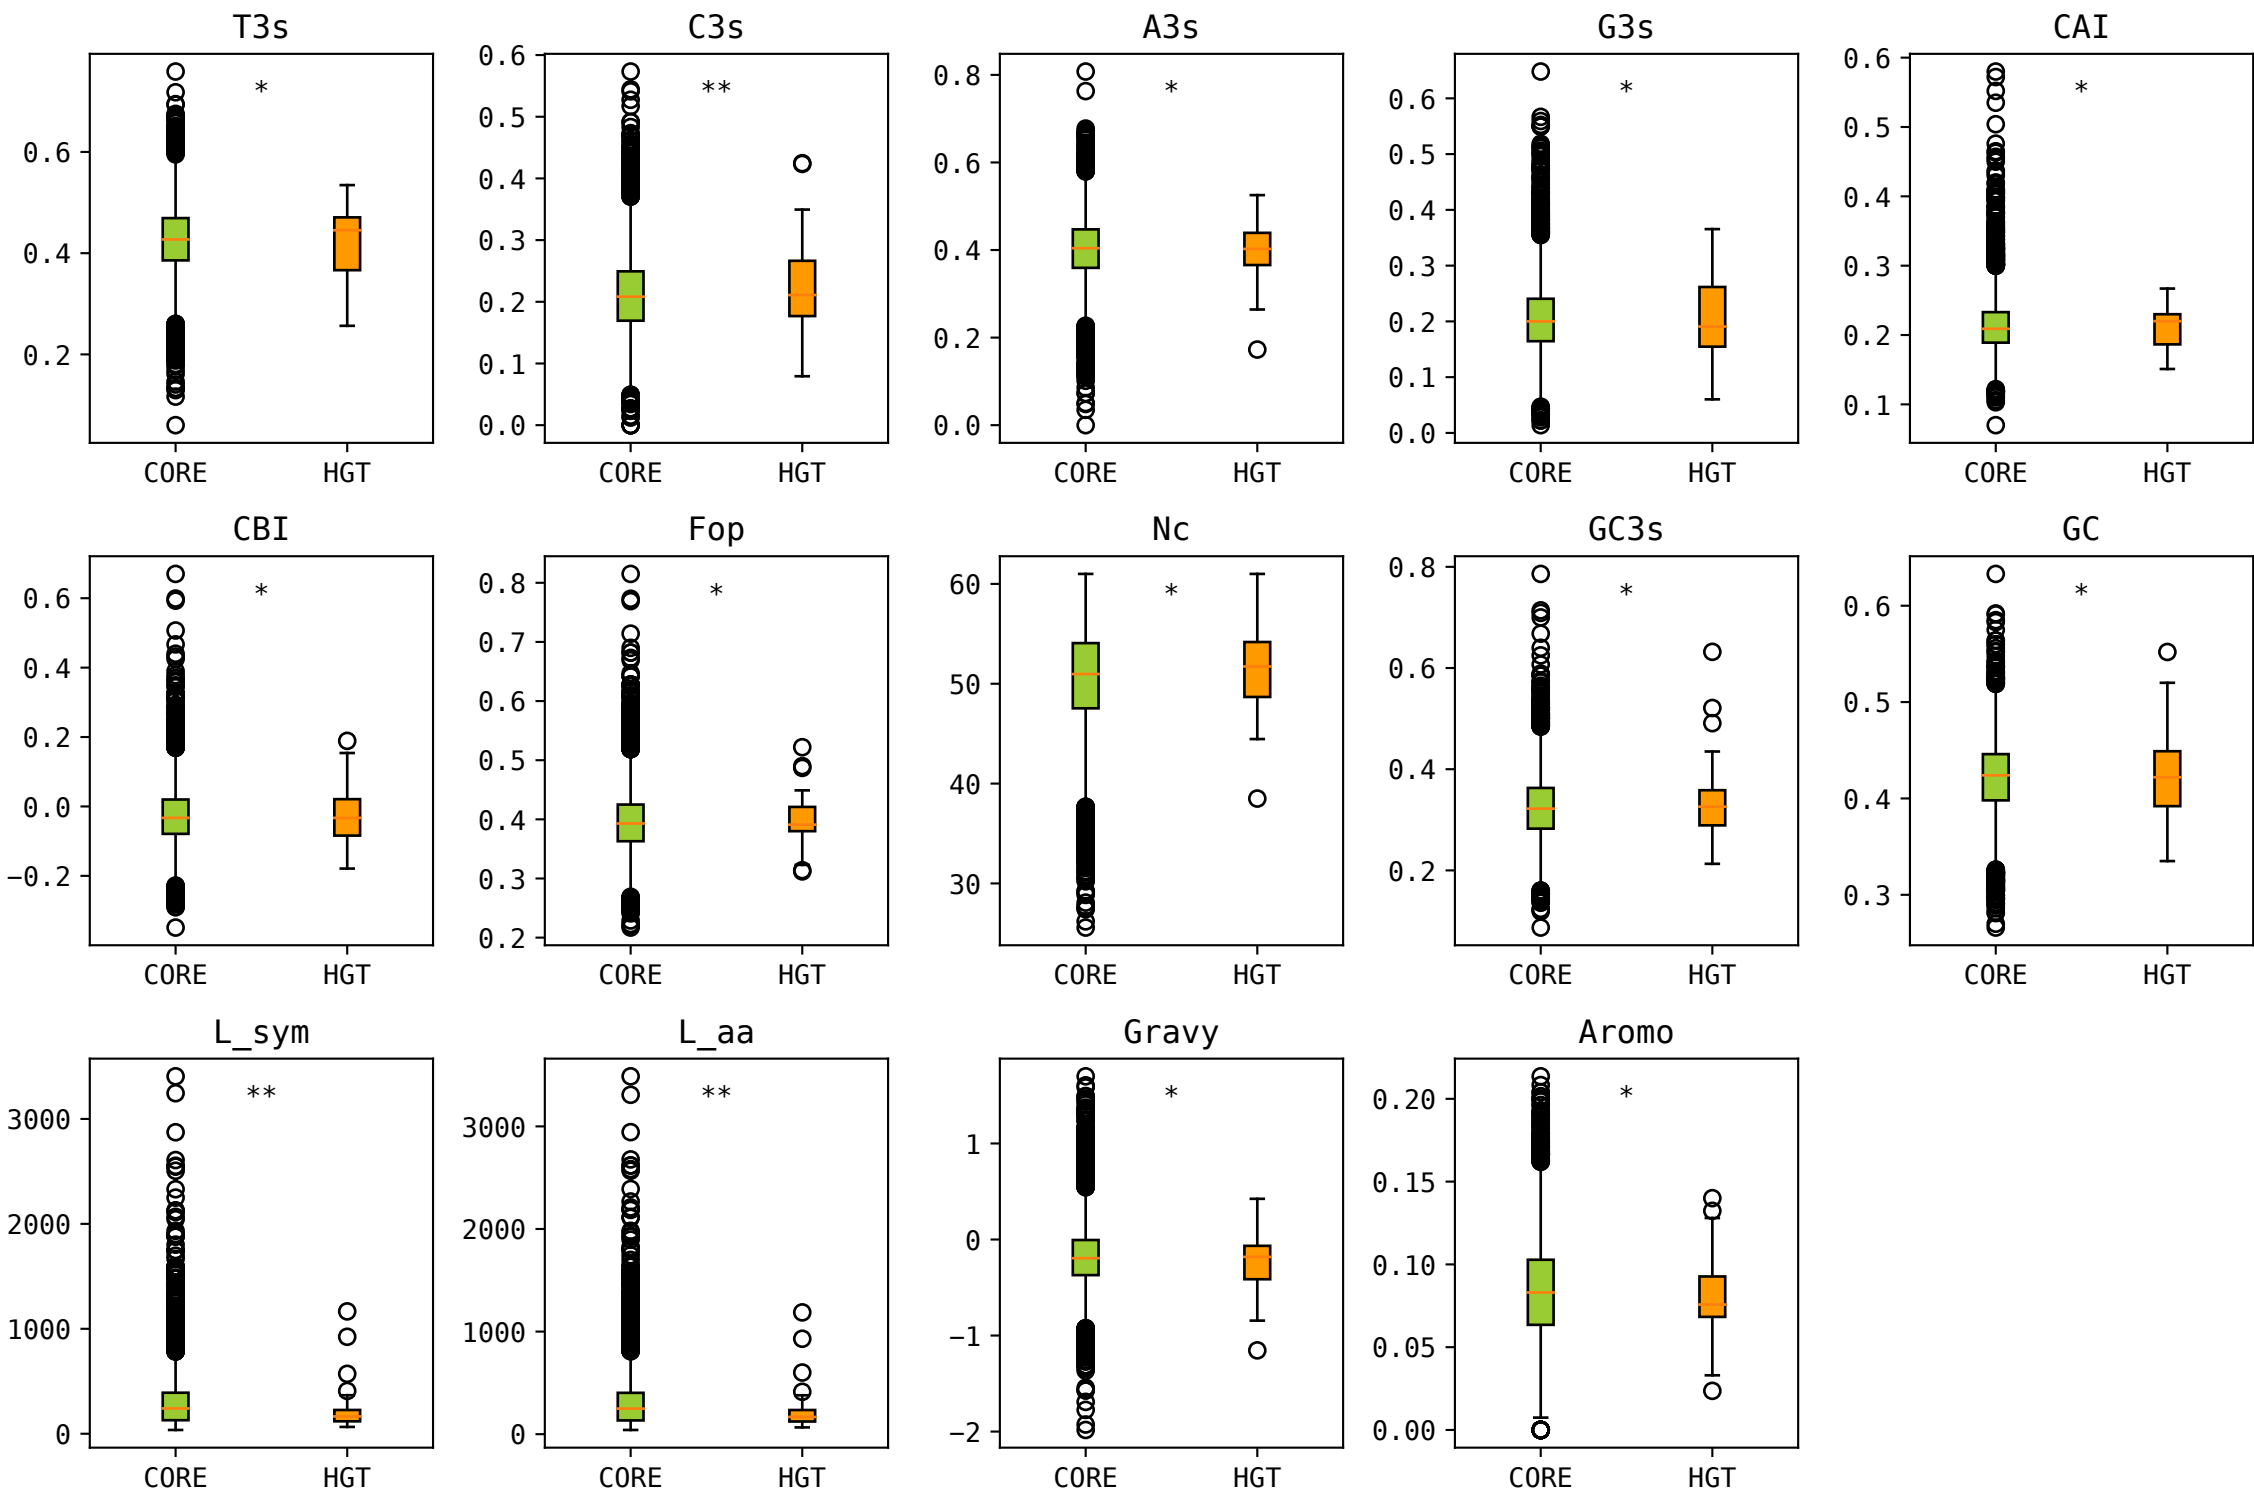 T3s
C3s
A3s
G3s
CAI
0.6
0.4
0.2
*
CORE
HGT
0.6
0.5
0.4
0.3
0.2
0.1
0.0
**
CORE
HGT
0.8
0.6
0.4
0.2
0.0
*
CORE
HGT
0.6
0.5
0.4
0.3
0.2
0.1
0.0
*
CORE
HGT
0.6
0.5
0.4
0.3
0.2
0.1
*
CORE
HGT
CBI
Fop
Nc
GC3s
GC
0.6
0.4
0.2
0.0
−0.2
*
CORE
HGT
0.8
0.7
0.6
0.5
0.4
0.3
0.2
*
CORE
HGT
60
50
40
30
*
CORE
HGT
0.8
0.6
0.4
0.2
*
CORE
HGT
0.6
0.5
0.4
0.3
*
CORE
HGT
L_sym
L_aa
Gravy
Aromo
3000
2000
1000
0
**
CORE
HGT
3000
2000
1000
0
**
CORE
HGT
1
0
−1
−2
*
CORE
HGT
0.20
0.15
0.10
0.05
0.00
*
CORE
HGT